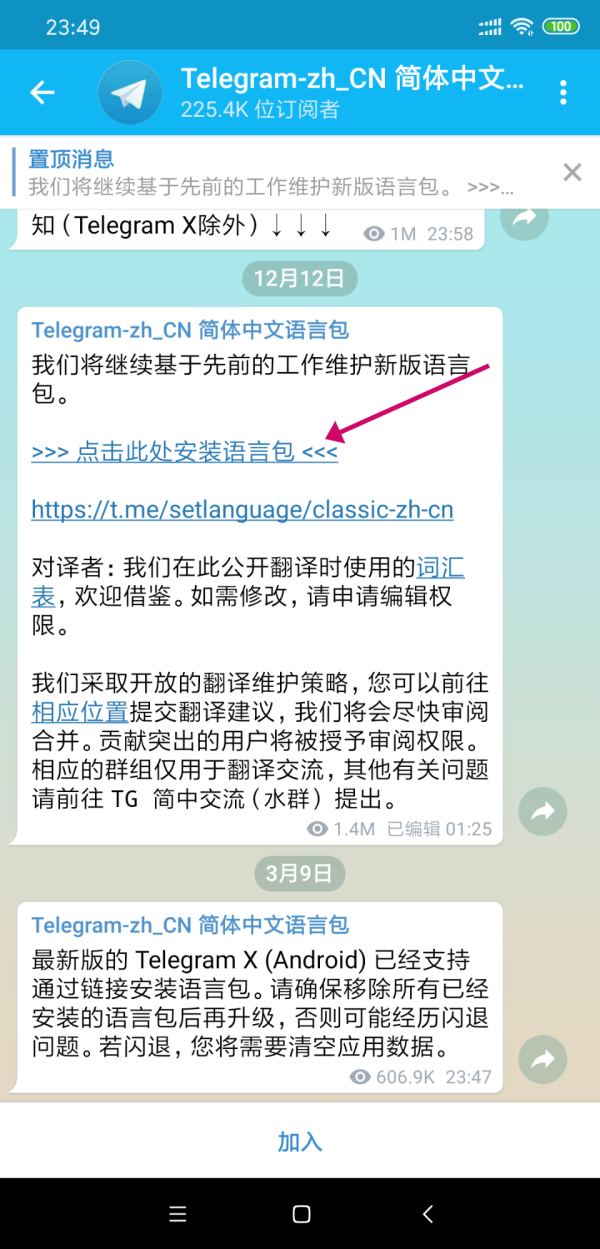 23:49
100
Telegram-zh_CN 简体中文...
225.4K 位订阅者
置顶消息
我们将继续基于先前的工作维护新版语言包。 >>>...
知（Telegram X除外）↓ ↓ ↓
1M 23:58
12月12日
Telegram-zh_CN 简体中文语言包
我们将继续基于先前的工作维护新版语言
包。
>>> 点击此处安装语言包 <<<
https://t.me/setlanguage/classic-zh-cn
对译者：我们在此公开翻译时使用的词汇
表，欢迎借鉴。如需修改，请申请编辑权
限。
我们采取开放的翻译维护策略，您可以前往
相应位置提交翻译建议，我们将会尽快审阅
合并。贡献突出的用户将被授予审阅权限。
相应的群组仅用于翻译交流，其他有关问题
请前往 TG 简中交流（水群）提出。
1.4M 已编辑 01:25
3月9日
Telegram-zh_CN 简体中文语言包
最新版的 Telegram X (Android) 已经支持
通过链接安装语言包。请确保移除所有已经
安装的语言包后再升级，否则可能经历闪退
问题。若闪退，您将需要清空应用数据。
606.9K 23:47
加入